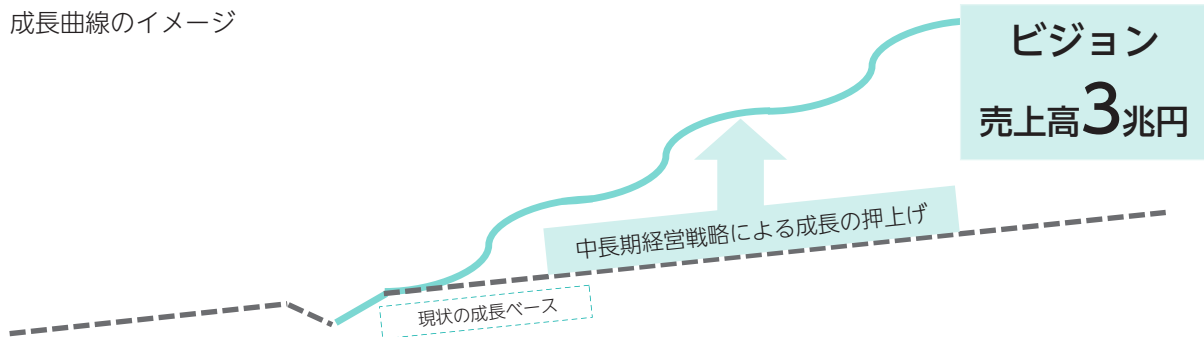 成長曲線のイメージ
ビジョン
売上高3兆円
中長期経営戦略による成長の押上げ
現状の成長ベース